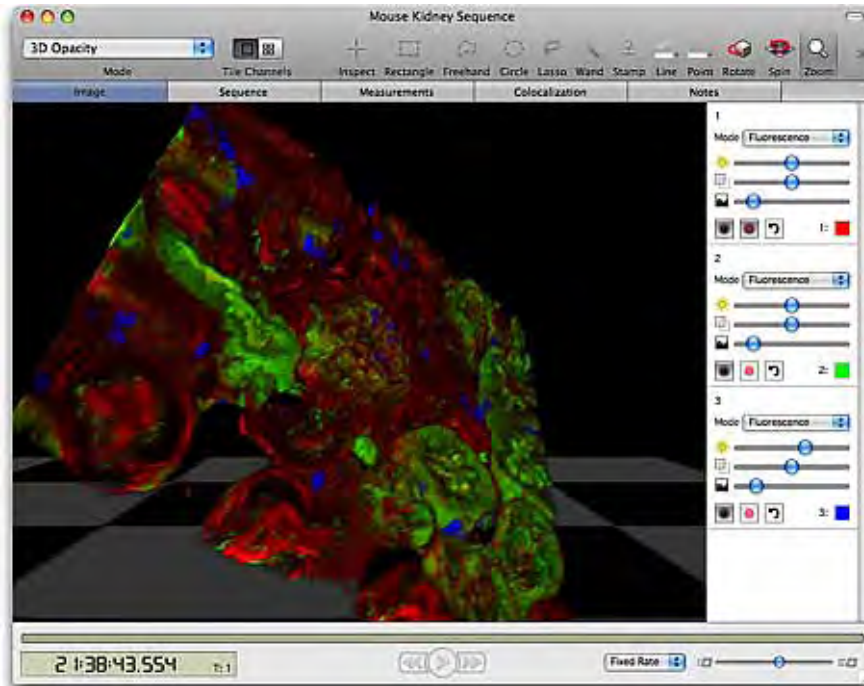 Mouse Kidney Sequence
3D Opacity
Mode
Tile Channels
Inspect Rectangle Freehand Circle Lasso Wand Stamp Line Point Rotate Spin Zoom
Image Sequence Measurements Colocalization Notes
1
Mode Fluorescence
1:
2
Mode Fluorescence
2:
3
Mode Fluorescence
3:
21:38:43.554 T: 1
Fixed Rate